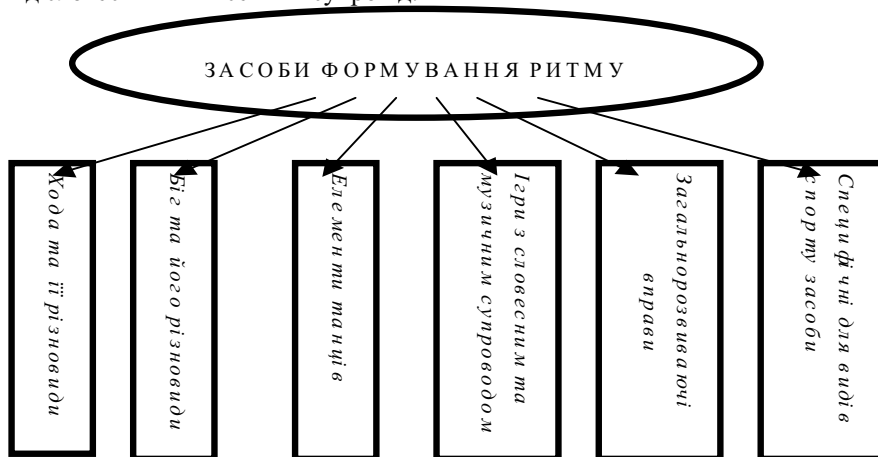 ЗАСОБИ ФОРМУВАННЯ РИТМУ
Хода та її різновиди
Біг та його різновиди
Елементи танців
Ігри з словесним та
музичним супроводом
Загальнорозвиваючі
вправи
Специфічні для видів
спорту засоби